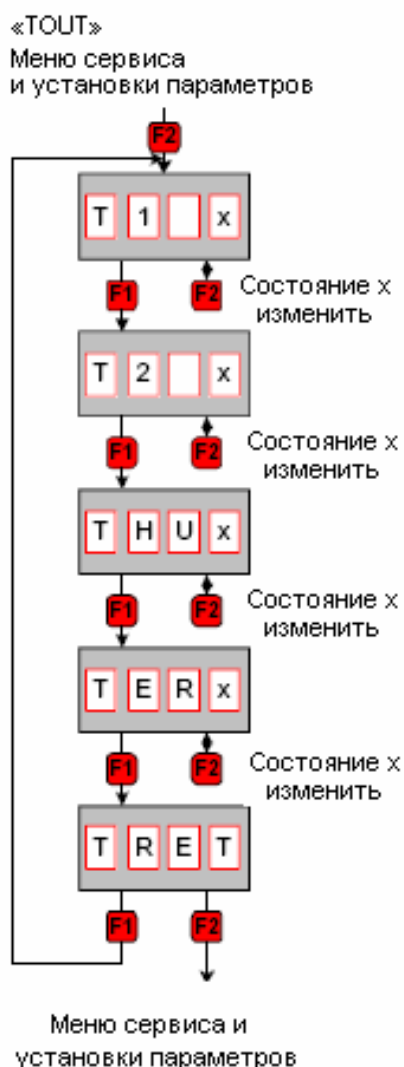 «TOUT»
Меню сервиса
и установки параметров
F2
T 1 x
F1 F2 Состояние x
изменить
T 2 x
F1 F2 Состояние x
изменить
T H U x
F1 F2 Состояние x
изменить
T E R x
F1 F2 Состояние x
изменить
T R E T
F1 F2
Меню сервиса и
установки параметров